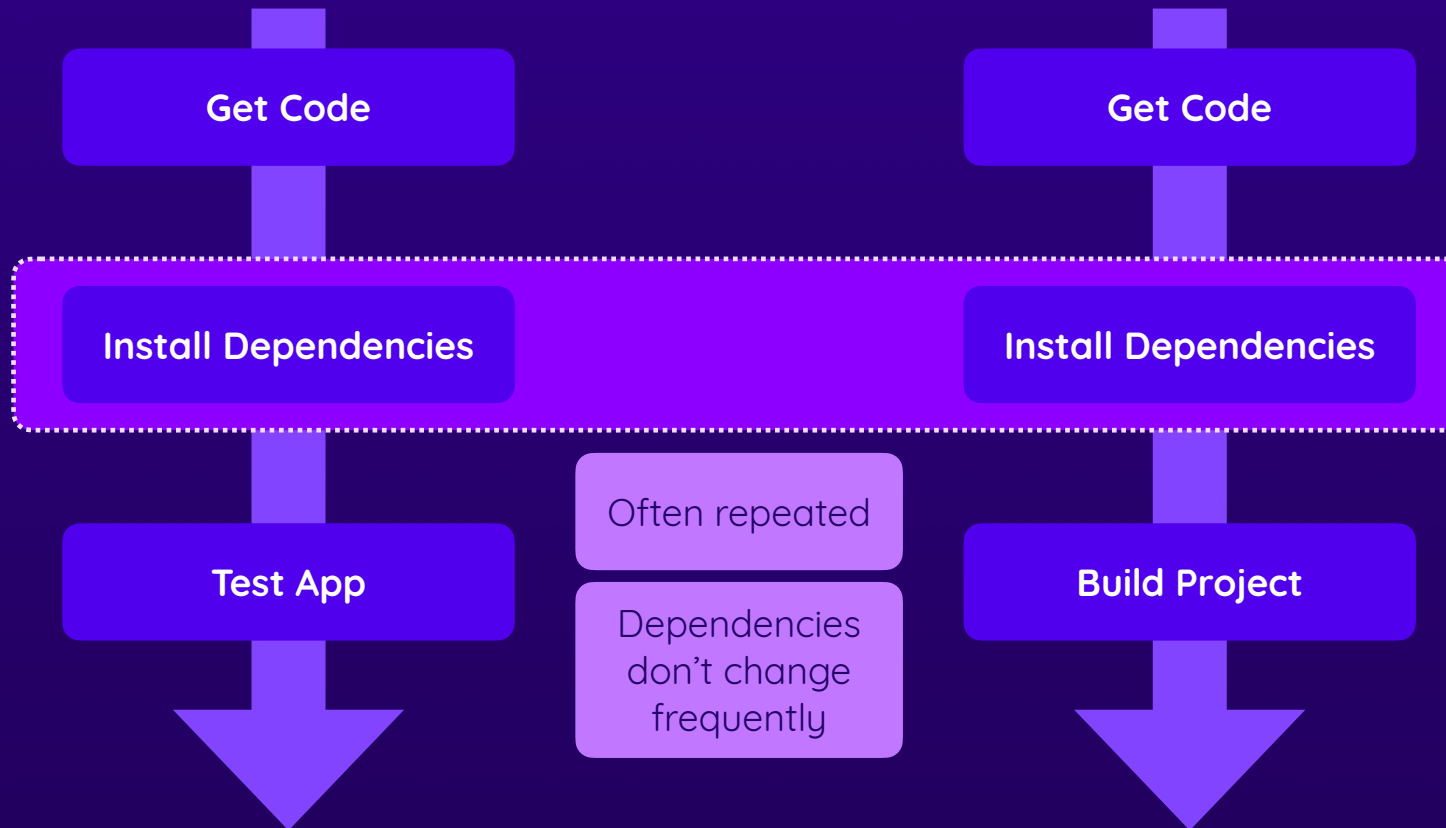 Get Code
Get Code
Install Dependencies
Install Dependencies
Often repeated
Test App
Build Project
Dependencies
don’t change
frequently